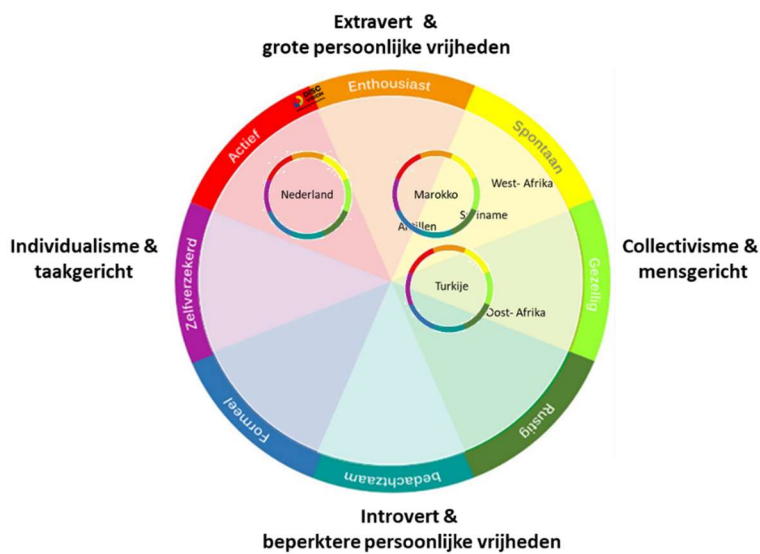 Extravert &
grote persoonlijke vrijheden
Enthousiast
Actief
Spontaan
West- Afrika
Nederland
Marokko
Suriname
Antillen
Individualisme &
taakgericht
Collectivisme &
mensgericht
Zelfverzekerd
Gezellig
Turkije
Oost- Afrika
Formeel
Rustig
bedachtzaam
Introvert &
beperktere persoonlijke vrijheden